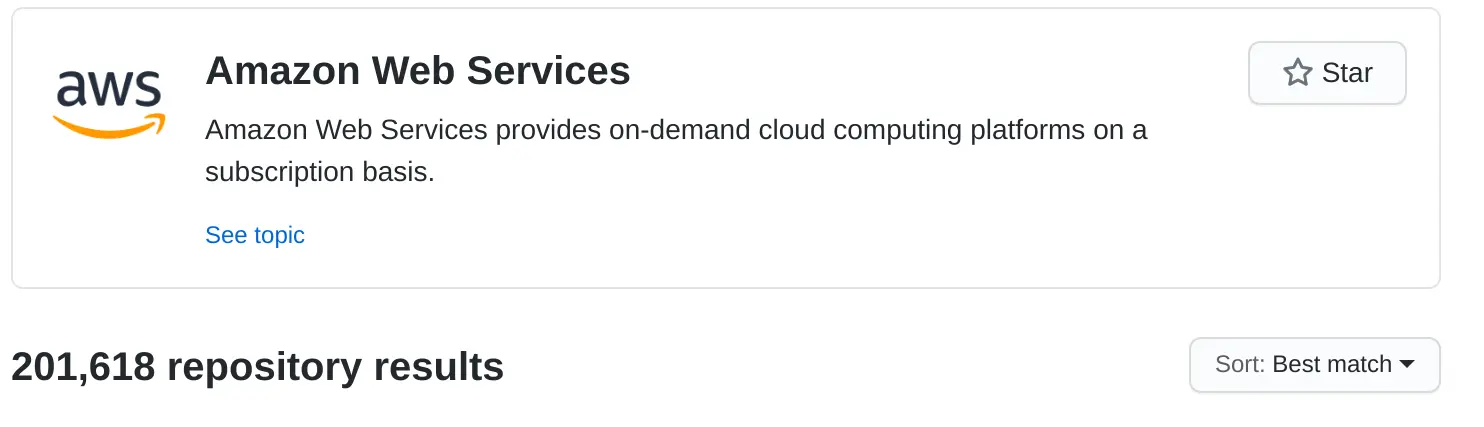 aws
Amazon Web Services
Star
Amazon Web Services provides on-demand cloud computing platforms on a
subscription basis.
See topic
201,618 repository results
Sort: Best match